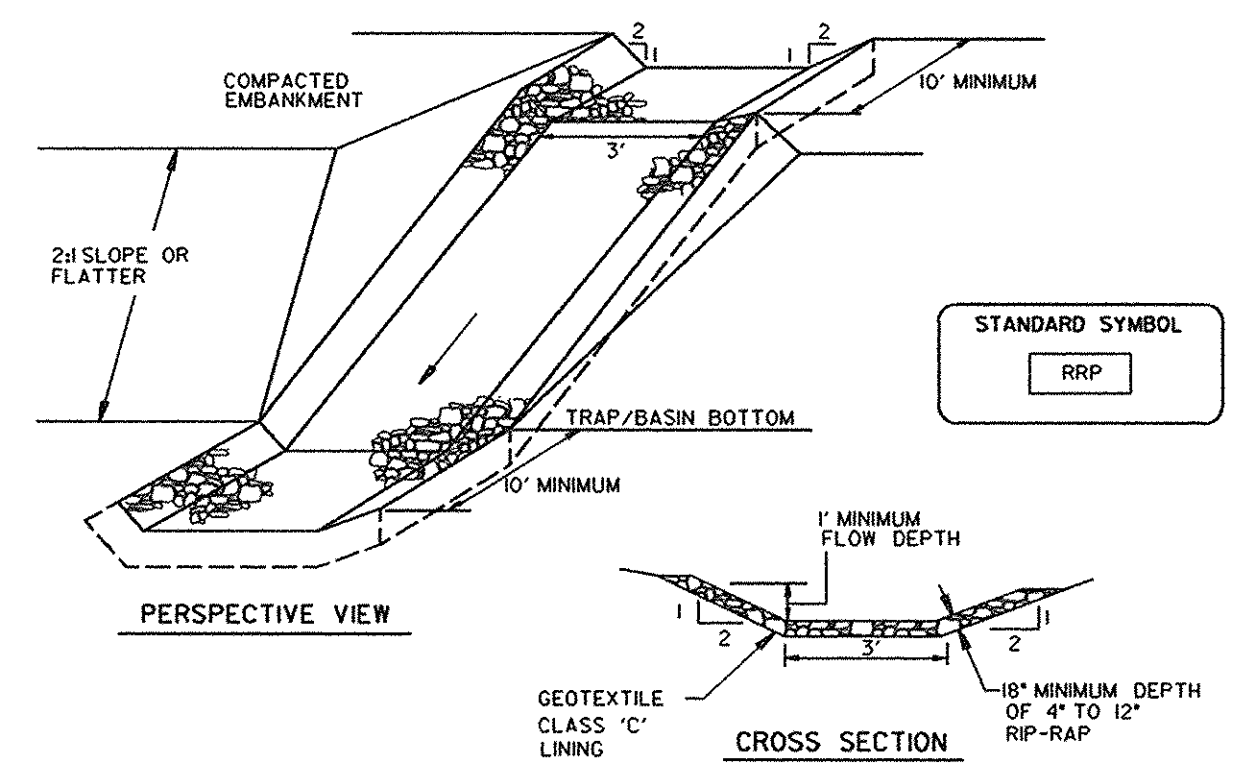 2
1
1
2
COMPACTED
EMBANKMENT
10' MINIMUM
3'
2:1 SLOPE OR
FLATTER
STANDARD SYMBOL
RRP
TRAP/BASIN BOTTOM
10' MINIMUM
PERSPECTIVE VIEW
1' MINIMUM
FLOW DEPTH
1
2
3'
2
1
GEOTEXTILE
CLASS 'C'
LINING
18" MINIMUM DEPTH
OF 4" TO 12"
RIP-RAP
CROSS SECTION